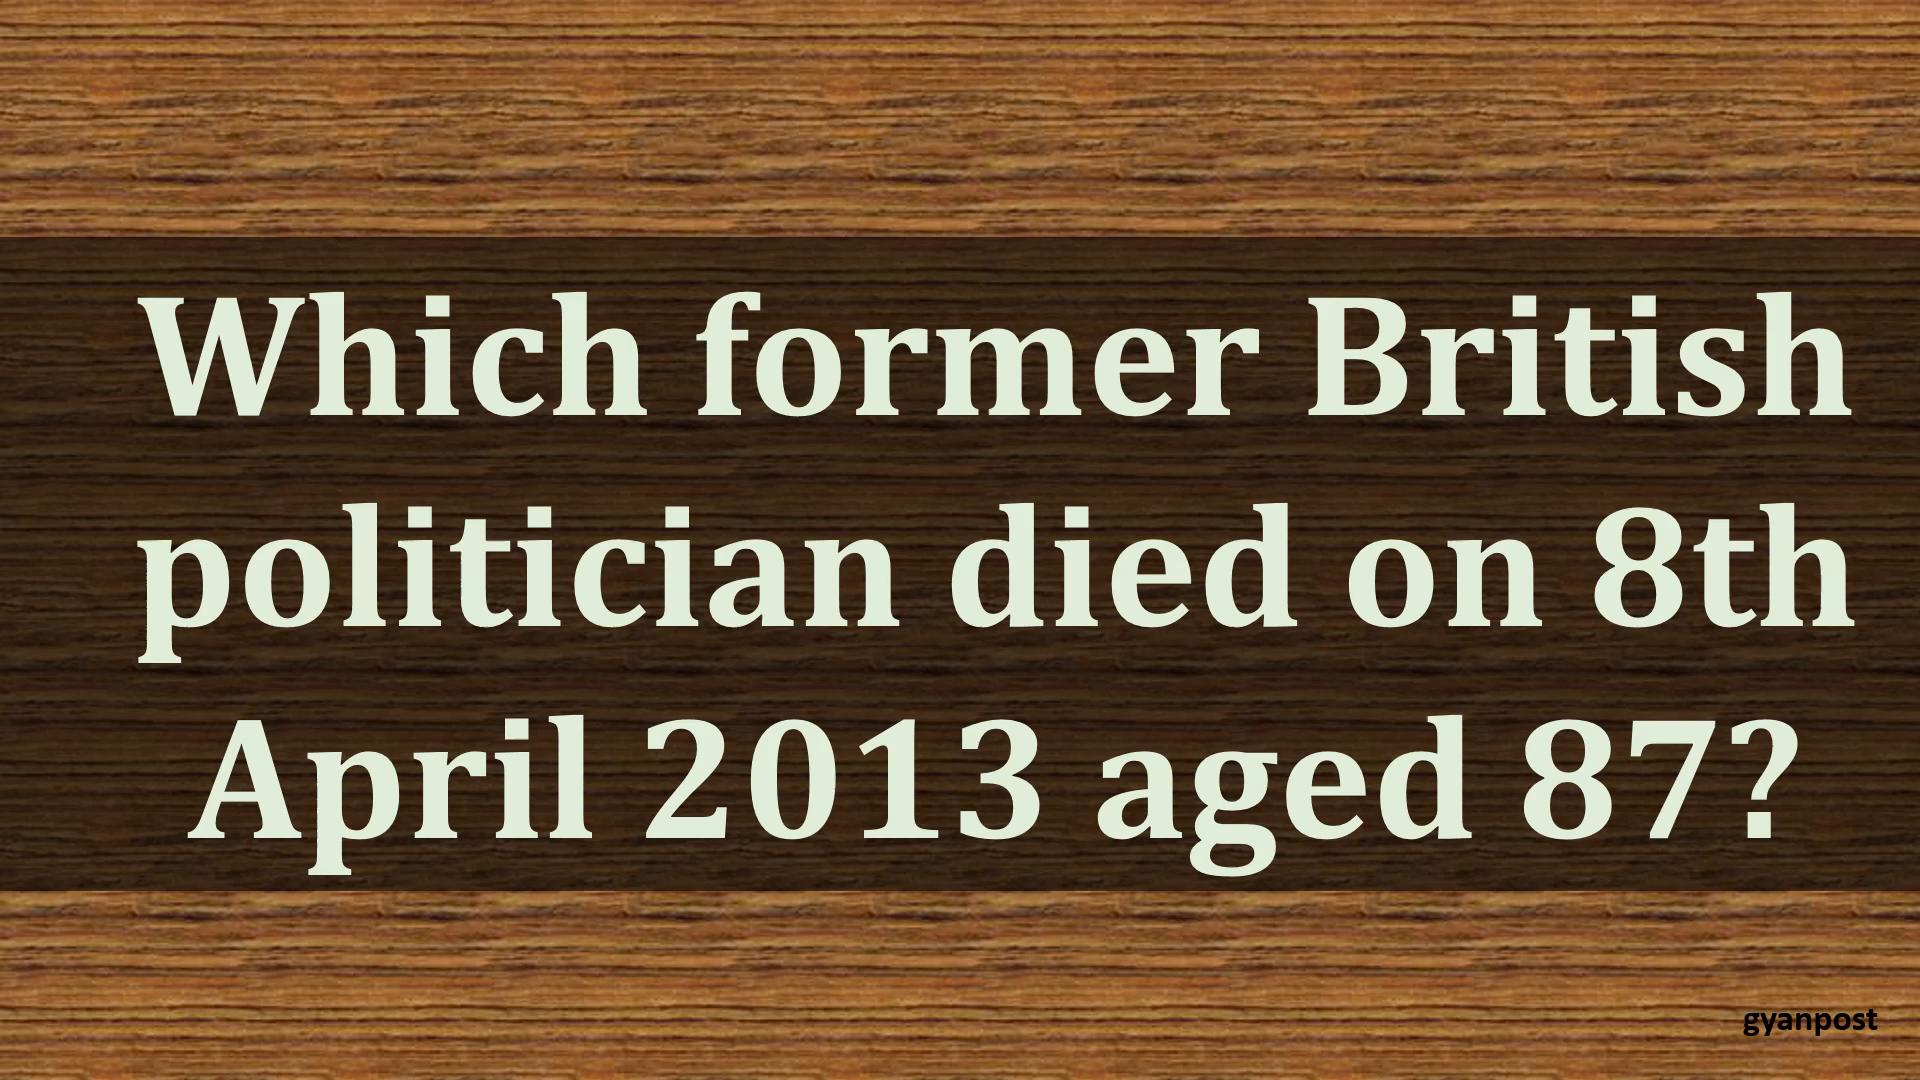 Which former British
politician died on 8th
April 2013 aged 87?
gyanpost